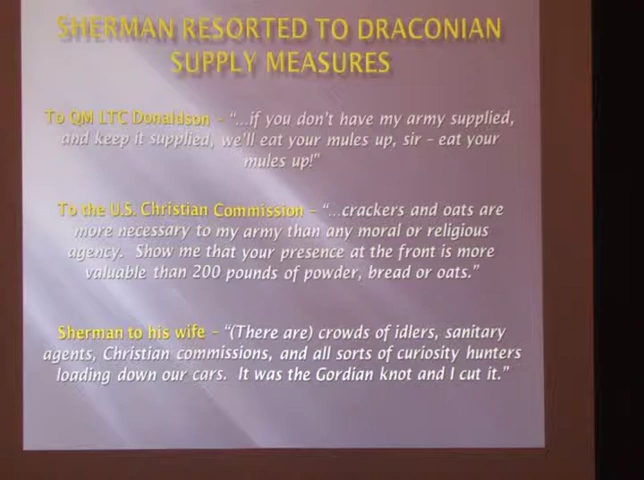 SHERMAN RESORTED TO DRACONIAN
SUPPLY MEASURES
To QM LTC Donaldson - "...if you don't have my army supplied,
and keep it supplied, we'll eat your mules up, sir - eat your
mules up!"
To the U.S. Christian Commission - "...crackers and oats are
more necessary to my army than any moral or religious
agency. Show me that your presence at the front is more
valuable than 200 pounds of powder, bread or oats."
Sherman to his wife - "(There are) crowds of idlers, sanitary
agents, Christian commissions, and all sorts of curiosity hunters
loading down our cars. It was the Gordian knot and I cut it."